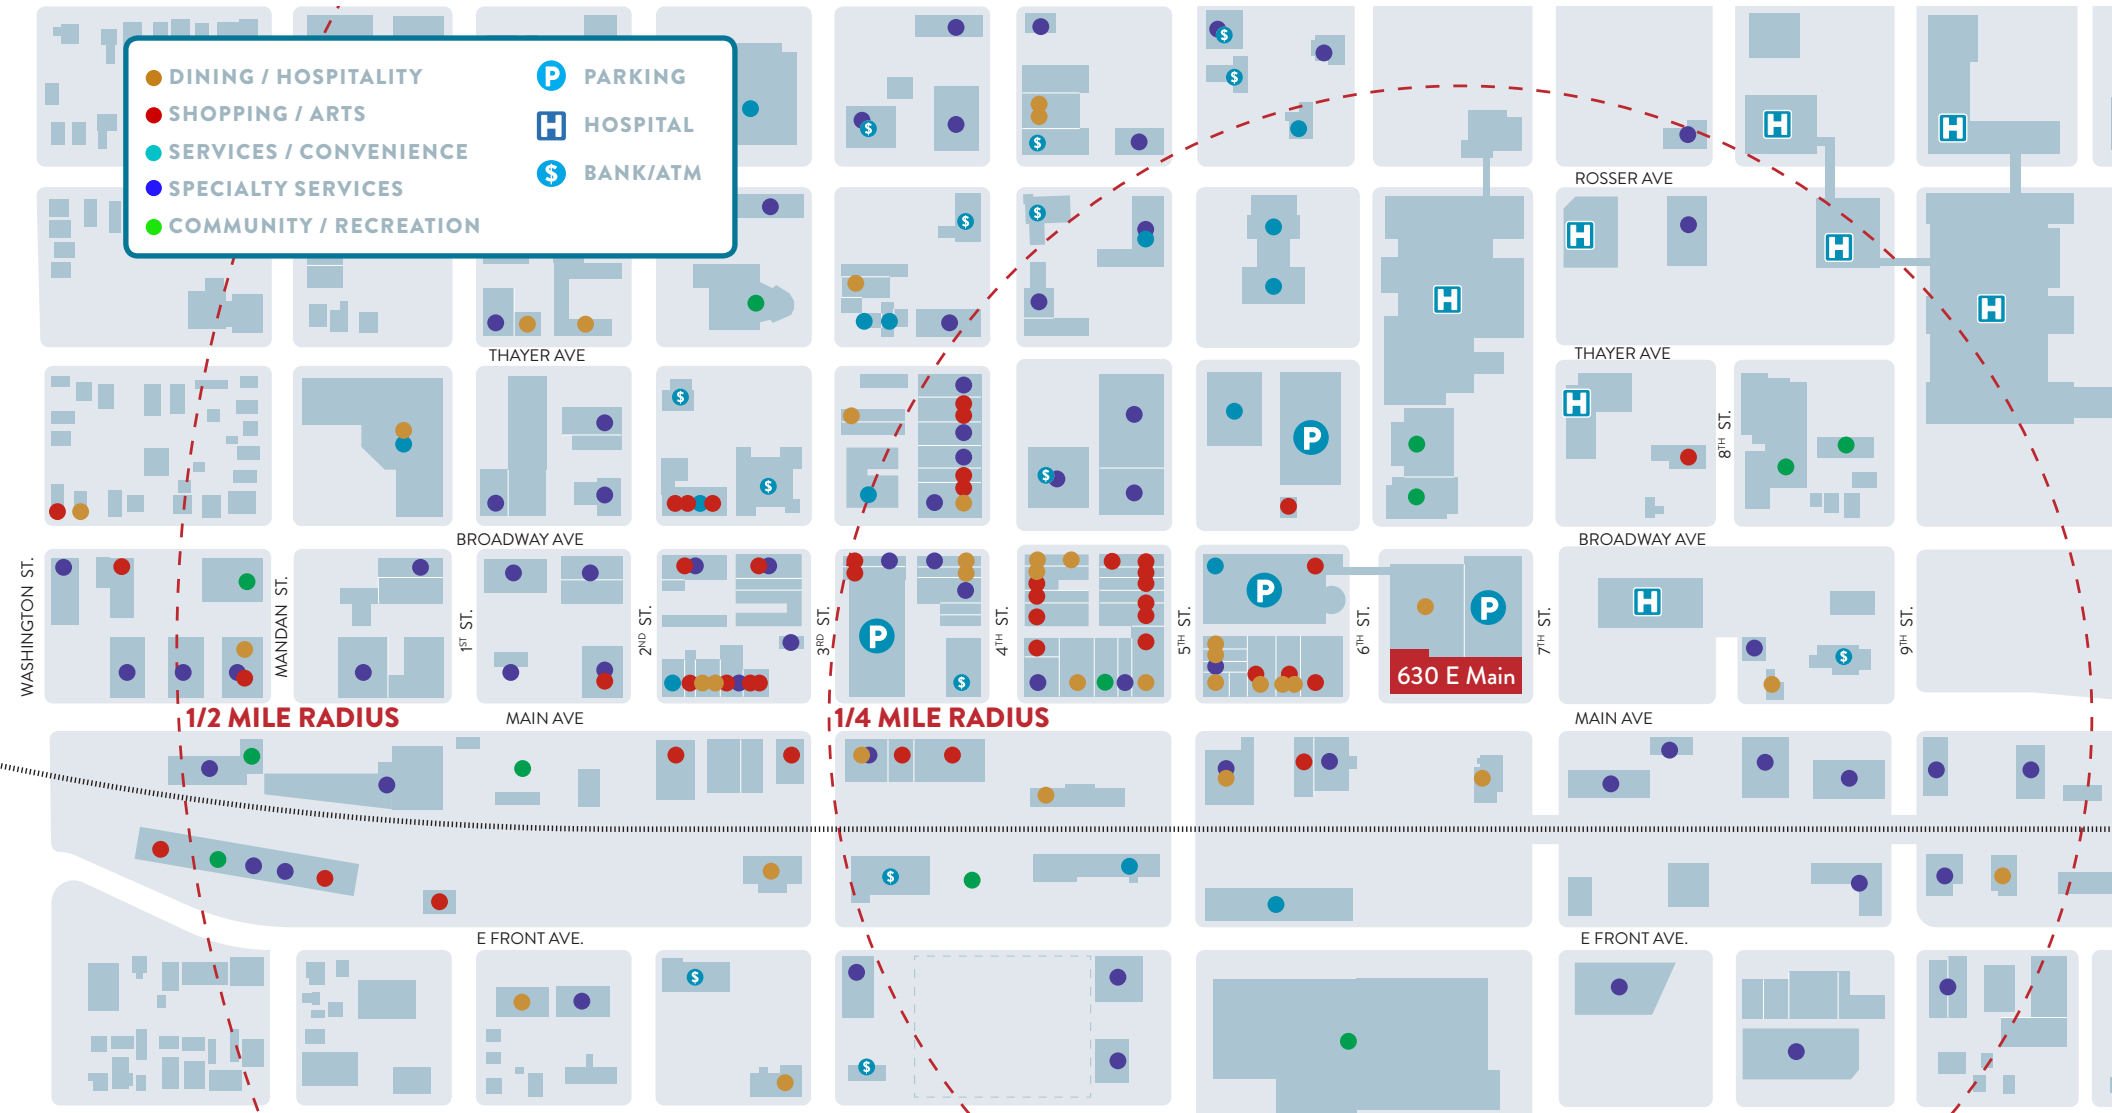 DINING / HOSPITALITY
SHOPPING / ARTS
SERVICES / CONVENIENCE
SPECIALTY SERVICES
COMMUNITY / RECREATION
P PARKING
H HOSPITAL
$ BANK/ATM
$
$
$
$
H
H
ROSSER AVE
$
$
H
H
H
H
THAYER AVE
THAYER AVE
$
H
P
8TH ST.
$
$
BROADWAY AVE
BROADWAY AVE
WASHINGTON ST.
MANDAN ST.
1ST ST.
2ND ST.
3RD ST.
4TH ST.
5TH ST.
6TH ST.
7TH ST.
9TH ST.
P
P
P
H
$
$
630 E Main
1/2 MILE RADIUS
MAIN AVE
1/4 MILE RADIUS
MAIN AVE
$
E FRONT AVE.
E FRONT AVE.
$
$